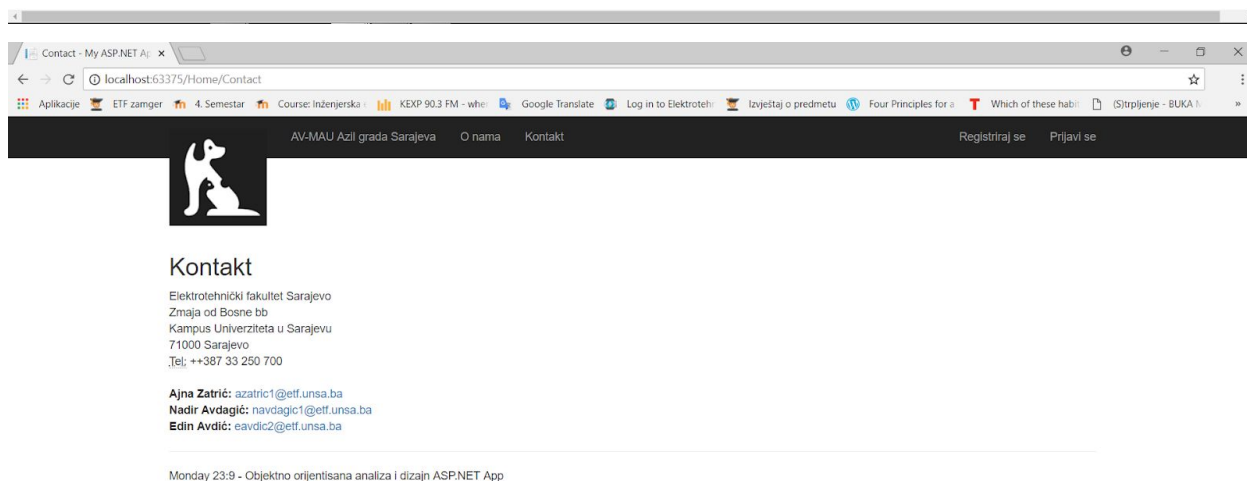 Contact - My ASP.NET Ap
localhost:63375/Home/Contact
Aplikacije ETF zamger 4. Semestar Course: Inženjerska e KEXP 90.3 FM - whe Google Translate Log in to Elektrotehn Izvještaj o predmetu Four Principles for a Which of these habit (S)trpljenje - BUKA M »
AV-MAU Azil grada Sarajeva O nama Kontakt Registriraj se Prijavi se
Kontakt
Elektrotehnički fakultet Sarajevo
Zmaja od Bosne bb
Kampus Univerziteta u Sarajevu
71000 Sarajevo
Tel: ++387 33 250 700
Ajna Zatrić: azatric1@etf.unsa.ba
Nadir Avdagić: navdagic1@etf.unsa.ba
Edin Avdić: eavdic2@etf.unsa.ba
Monday 23:9 - Objektno orijentisana analiza i dizajn ASP.NET App